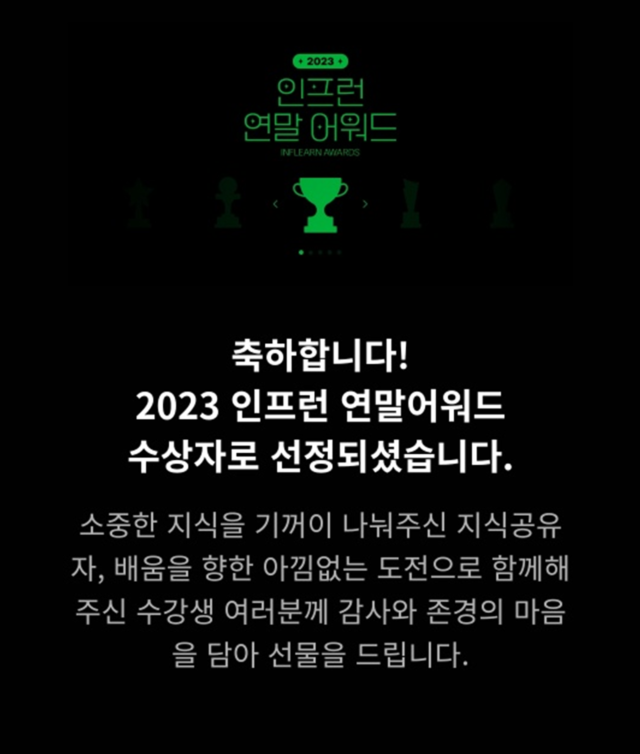 2023
인프런
연말 어워드
INFLEARN AWARDS
축하합니다!
2023 인프런 연말어워드
수상자로 선정되셨습니다.
소중한 지식을 기꺼이 나눠주신 지식공유
자, 배움을 향한 아낌없는 도전으로 함께해
주신 수강생 여러분께 감사와 존경의 마음
을 담아 선물을 드립니다.